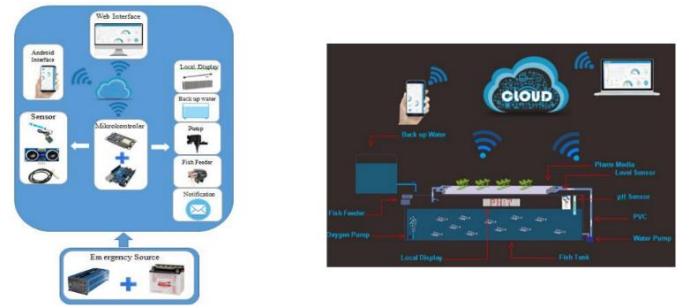 Web Interface
Android
Interface
Local Display
Back up water
Sensor
Mikrokontroler
Pump
Fish Feeder
Notification
Emergency Source
CLOUD
Back up Water
Plante Media
Level Sensor
pH Sensor
Fish Feeder
PVC
Oxygen Pump
Water Pump
Local Display
Fish Tank